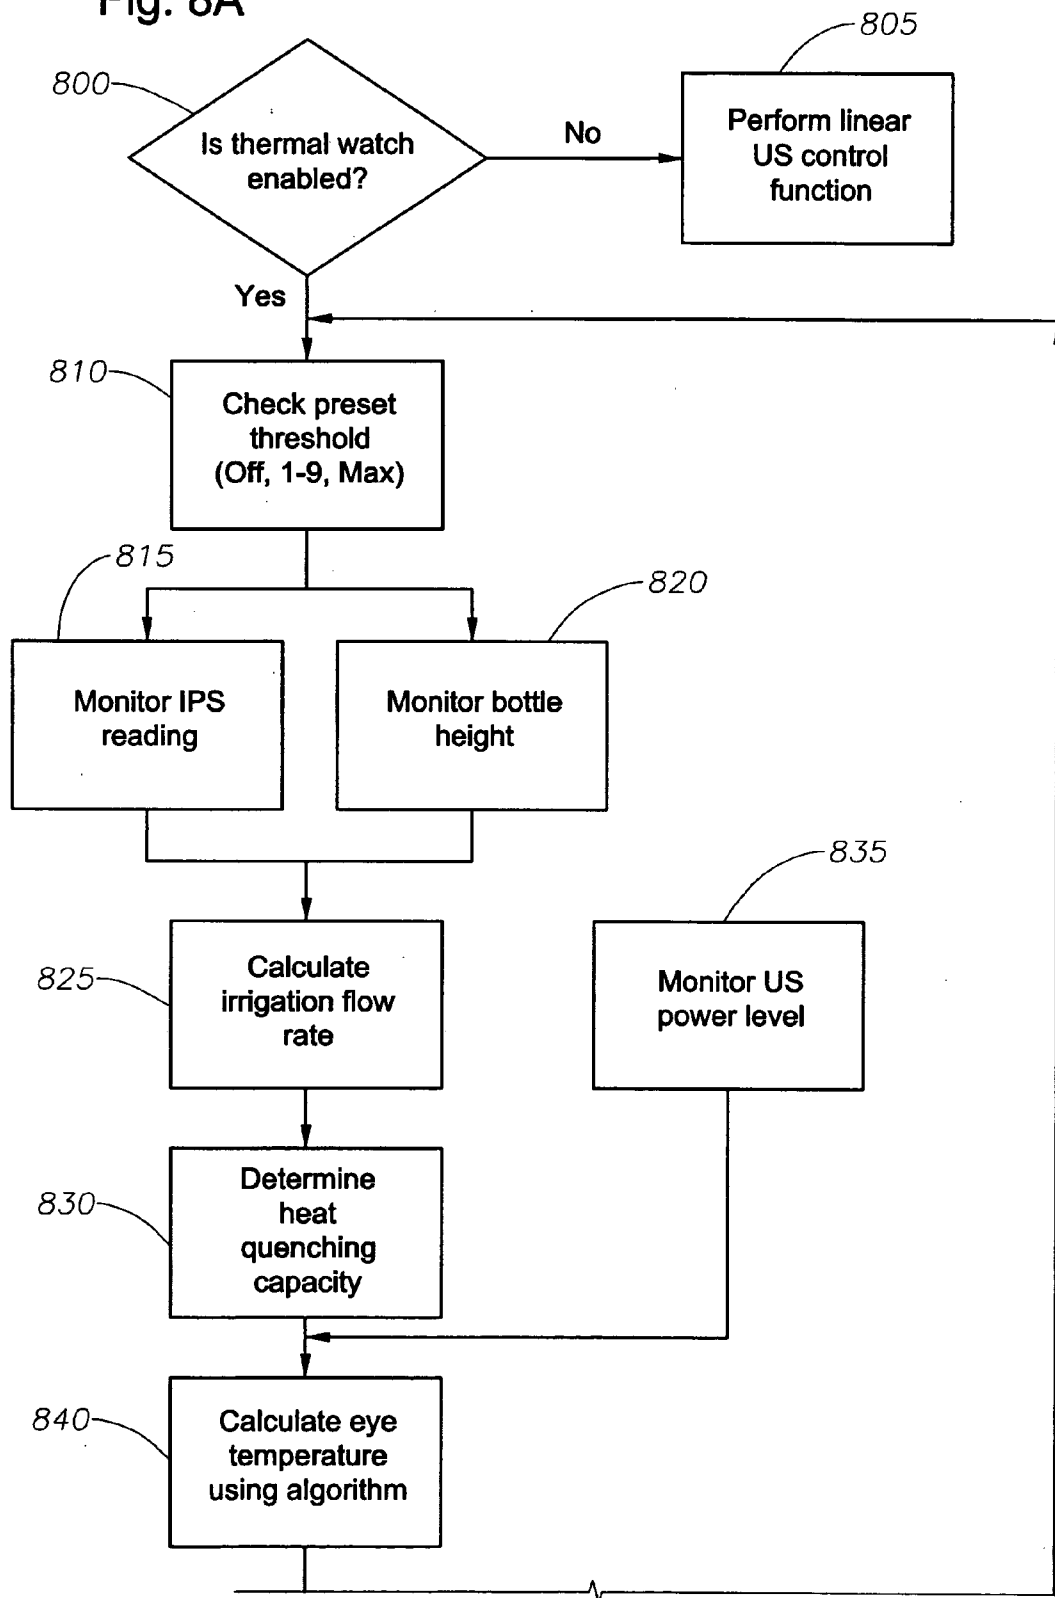 Fig. 8A
805
800
Is thermal watch
enabled?
No
Perform linear
US control
function
Yes
810
Check preset
threshold
(Off, 1-9, Max)
815
820
Monitor IPS
reading
Monitor bottle
height
835
825
Calculate
irrigation flow
rate
Monitor US
power level
830
Determine
heat
quenching
capacity
840
Calculate eye
temperature
using algorithm